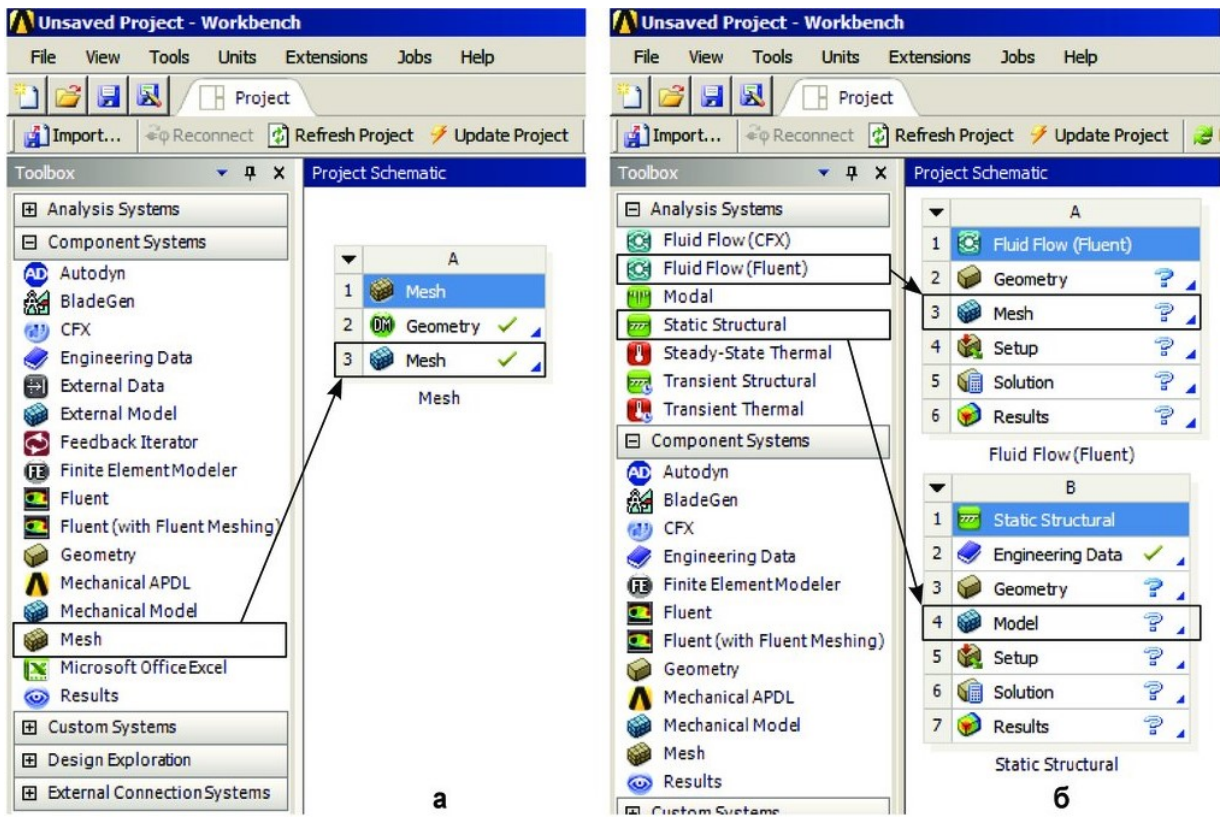 Unsaved Project - Workbench
File View Tools Units Extensions Jobs Help
Project
Import... Reconnect Refresh Project Update Project
Toolbox
Project Schematic
Analysis Systems
Component Systems
Autodyn
BladeGen
CFX
Engineering Data
External Data
External Model
Feedback Iterator
Finite Element Modeler
Fluent
Fluent (with Fluent Meshing)
Geometry
Mechanical APDL
Mechanical Model
Mesh
Microsoft Office Excel
Results
Custom Systems
Design Exploration
External Connection Systems
A
1 Mesh
2 DM Geometry
3 Mesh
Mesh
а
Unsaved Project - Workbench
File View Tools Units Extensions Jobs Help
Project
Import... Reconnect Refresh Project Update Project
Toolbox
Project Schematic
Analysis Systems
Fluid Flow (CFX)
Fluid Flow (Fluent)
Modal
Static Structural
Steady-State Thermal
Transient Structural
Transient Thermal
Component Systems
Autodyn
BladeGen
CFX
Engineering Data
Finite Element Modeler
Fluent
Fluent (with Fluent Meshing)
Geometry
Mechanical APDL
Mechanical Model
Mesh
Results
Custom Systems
A
1 Fluid Flow (Fluent)
2 Geometry ?
3 Mesh ?
4 Setup ?
5 Solution ?
6 Results ?
Fluid Flow (Fluent)
B
1 Static Structural
2 Engineering Data
3 Geometry ?
4 Model ?
5 Setup ?
6 Solution ?
7 Results ?
Static Structural
б